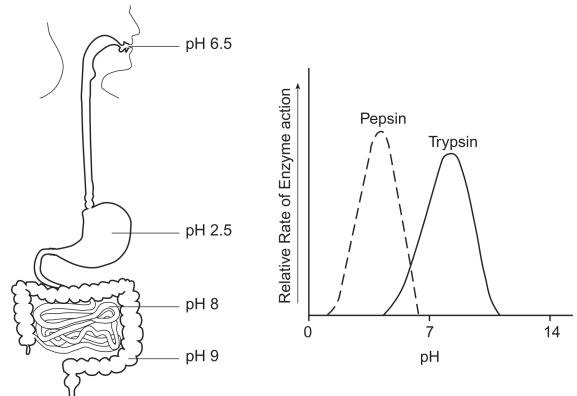 pH 6.5
pH 2.5
pH 8
pH 9
Relative Rate of Enzyme action
Pepsin
Trypsin
0
7
14
pH